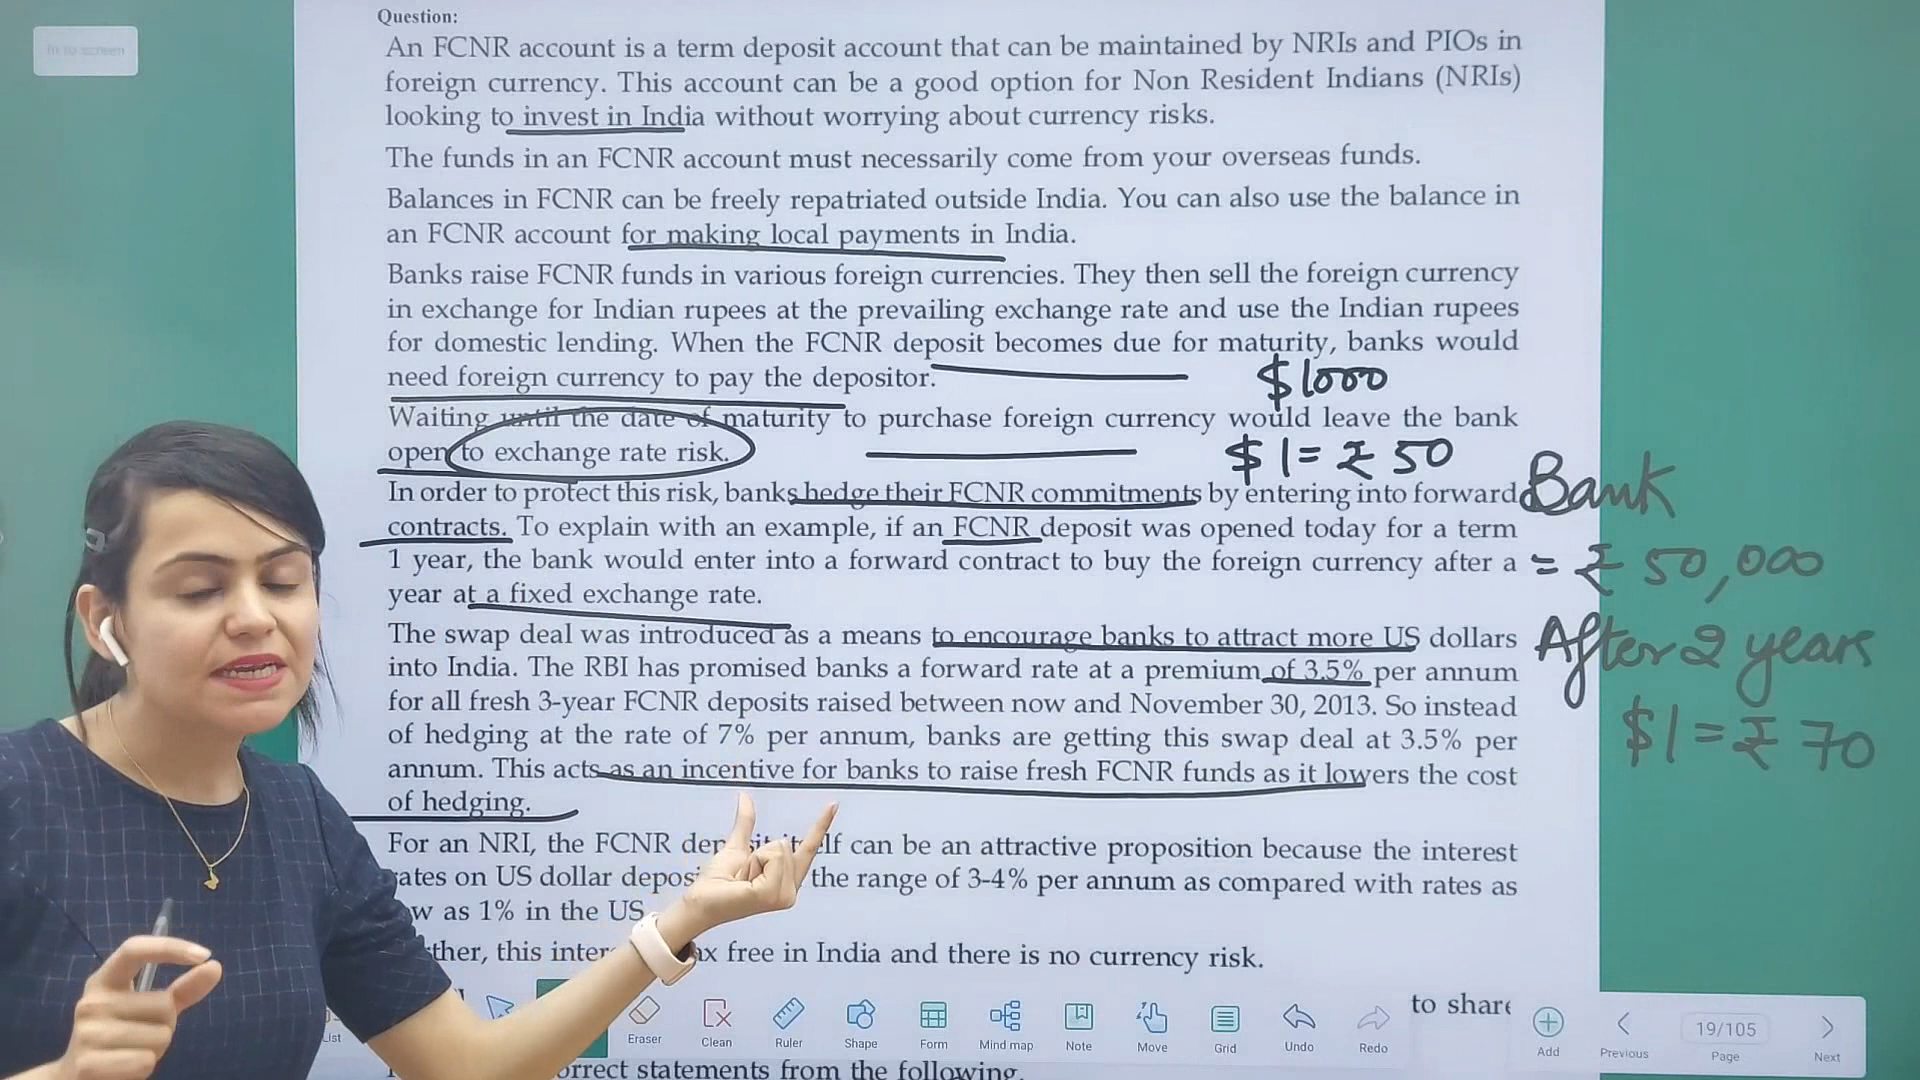 fit to screen
Question:
An FCNR account is a term deposit account that can be maintained by NRIs and PIOs in
foreign currency. This account can be a good option for Non Resident Indians (NRIs)
looking to invest in India without worrying about currency risks.
The funds in an FCNR account must necessarily come from your overseas funds.
Balances in FCNR can be freely repatriated outside India. You can also use the balance in
an FCNR account for making local payments in India.
Banks raise FCNR funds in various foreign currencies. They then sell the foreign currency
in exchange for Indian rupees at the prevailing exchange rate and use the Indian rupees
for domestic lending. When the FCNR deposit becomes due for maturity, banks would
need foreign currency to pay the depositor.
$1000
Waiting until the date of maturity to purchase foreign currency would leave the bank
open to exchange rate risk.
$1=₹50
In order to protect this risk, banks hedge their FCNR commitments by entering into forward
Bank
contracts. To explain with an example, if an FCNR deposit was opened today for a term
1 year, the bank would enter into a forward contract to buy the foreign currency after a
= ₹ 50,000
year at a fixed exchange rate.
The swap deal was introduced as a means to encourage banks to attract more US dollars
After 2 years
into India. The RBI has promised banks a forward rate at a premium of 3.5% per annum
for all fresh 3-year FCNR deposits raised between now and November 30, 2013. So instead
of hedging at the rate of 7% per annum, banks are getting this swap deal at 3.5% per
$1=₹70
annum. This acts as an incentive for banks to raise fresh FCNR funds as it lowers the cost
of hedging.
For an NRI, the FCNR can be an attractive proposition because the interest
on US dollar the range of 3-4% per annum as compared with rates as
as 1% in the US
this free in India and there is no currency risk.
to share
List
Eraser
Clean
Ruler
Shape
Form
Mind map
Note
Move
Grid
Undo
Redo
Add
Previous
19/105
Page
Next
statements from the following.